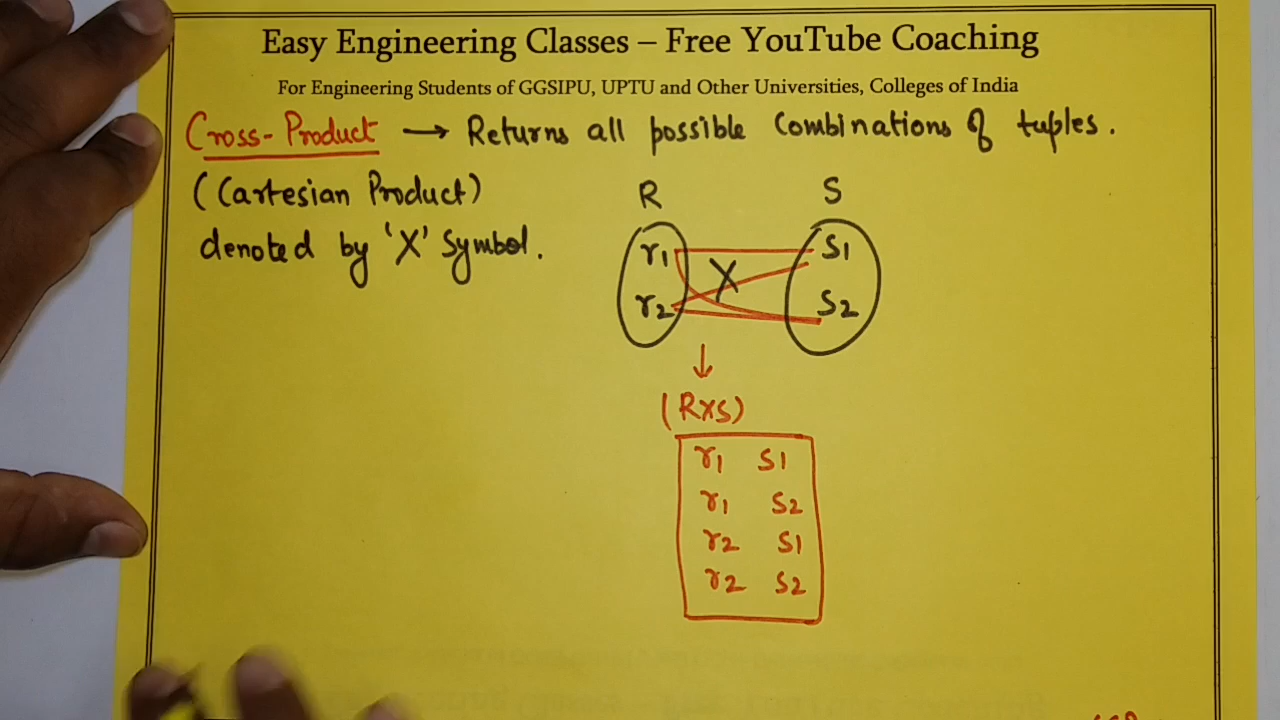 Easy Engineering Classes – Free YouTube Coaching
For Engineering Students of GGSIPU, UPTU and Other Universities, Colleges of India
Cross-Product → Returns all possible Combinations of tuples.
(Cartesian Product)
denoted by 'X' Symbol.
R S
r1 X S1
r2 S2
↓
(RXS)
r1 S1
r1 S2
r2 S1
r2 S2